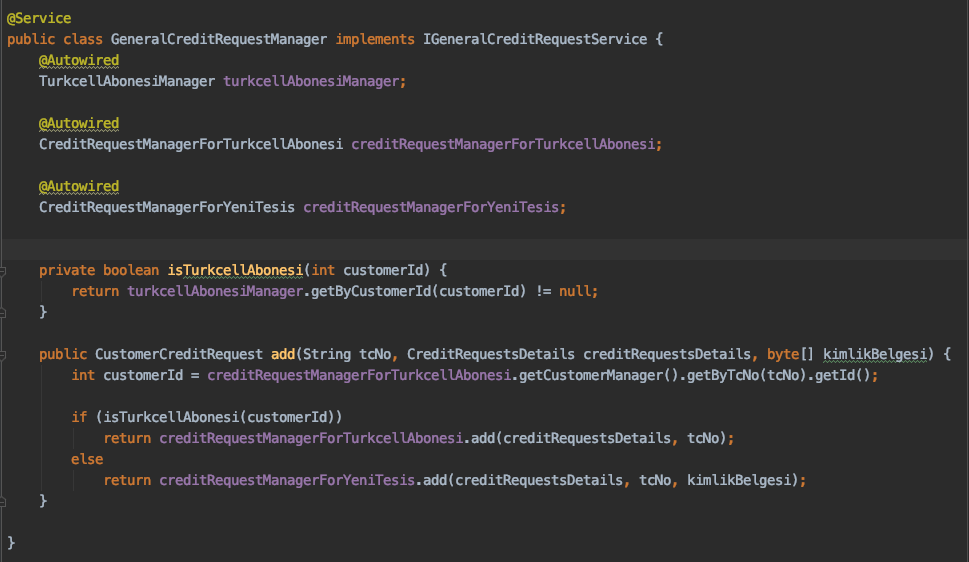 @Service
public class GeneralCreditRequestManager implements IGeneralCreditRequestService {
    @Autowired
    TurkcellAbonesiManager turkcellAbonesiManager;
    @Autowired
    CreditRequestManagerForTurkcellAbonesi creditRequestManagerForTurkcellAbonesi;
    @Autowired
    CreditRequestManagerForYeniTesis creditRequestManagerForYeniTesis;
    private boolean isTurkcellAbonesi(int customerId) {
        return turkcellAbonesiManager.getByCustomerId(customerId) != null;
    }
    public CustomerCreditRequest add(String tcNo, CreditRequestsDetails creditRequestsDetails, byte[] kimlikBelgesi) {
        int customerId = creditRequestManagerForTurkcellAbonesi.getCustomerManager().getByTcNo(tcNo).getId();
        if (isTurkcellAbonesi(customerId))
            return creditRequestManagerForTurkcellAbonesi.add(creditRequestsDetails, tcNo);
        else
            return creditRequestManagerForYeniTesis.add(creditRequestsDetails, tcNo, kimlikBelgesi);
    }
}